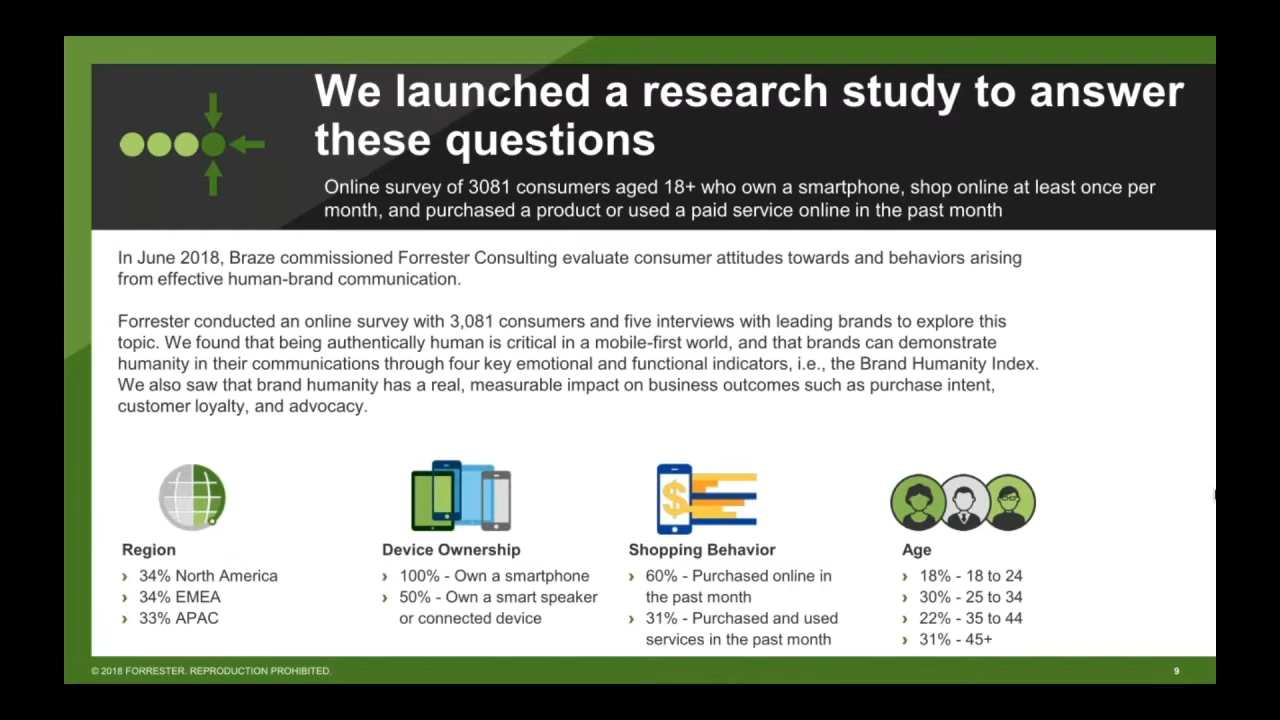 We launched a research study to answer
these questions
Online survey of 3081 consumers aged 18+ who own a smartphone, shop online at least once per
month, and purchased a product or used a paid service online in the past month
In June 2018, Braze commissioned Forrester Consulting evaluate consumer attitudes towards and behaviors arising
from effective human-brand communication.
Forrester conducted an online survey with 3,081 consumers and five interviews with leading brands to explore this
topic. We found that being authentically human is critical in a mobile-first world, and that brands can demonstrate
humanity in their communications through four key emotional and functional indicators, i.e., the Brand Humanity Index.
We also saw that brand humanity has a real, measurable impact on business outcomes such as purchase intent,
customer loyalty, and advocacy.
Region
› 34% North America
› 34% EMEA
› 33% APAC
Device Ownership
› 100% - Own a smartphone
› 50% - Own a smart speaker
or connected device
$
Shopping Behavior
› 60% - Purchased online in
the past month
› 31% - Purchased and used
services in the past month
Age
› 18% - 18 to 24
› 30% - 25 to 34
› 22% - 35 to 44
› 31% - 45+
© 2018 FORRESTER. REPRODUCTION PROHIBITED.
9